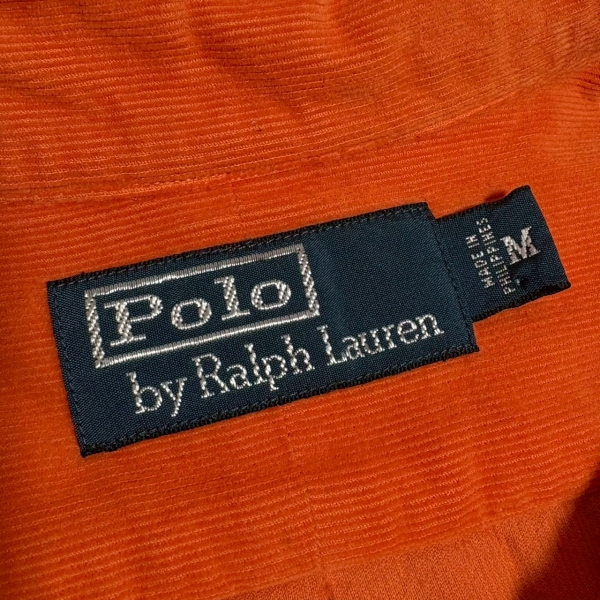 Polo
by Ralph Lauren
MADE IN
PHILIPPINES
M